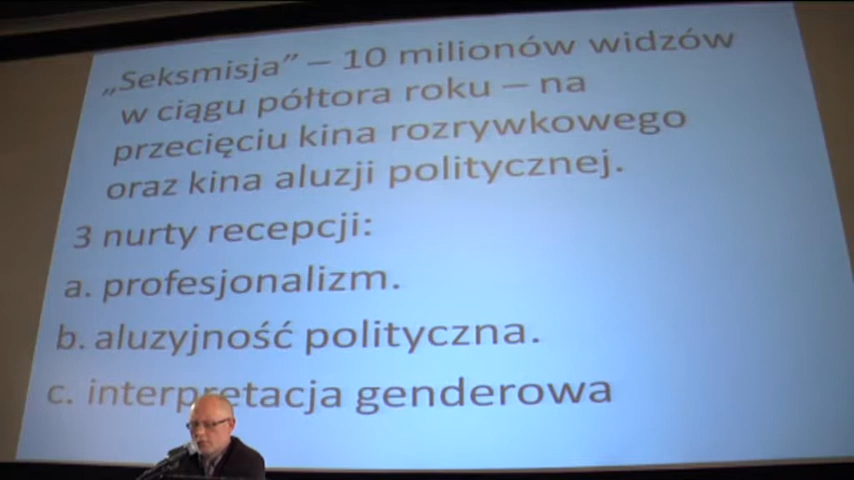 „Seksmisja” – 10 milionów widzów
w ciągu półtora roku – na
przecięciu kina rozrywkowego
oraz kina aluzji politycznej.
3 nurty recepcji:
a. profesjonalizm.
b. aluzyjność polityczna.
c. interpretacja genderowa